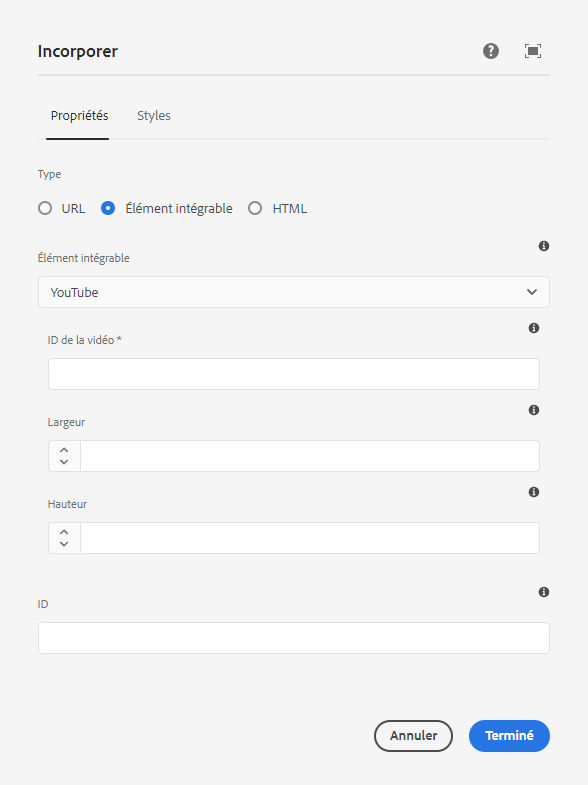 Incorporer
Propriétés Styles
Type
URL Élément intégrable HTML
Élément intégrable
YouTube
ID de la vidéo *
Largeur
Hauteur
ID
Annuler Terminé